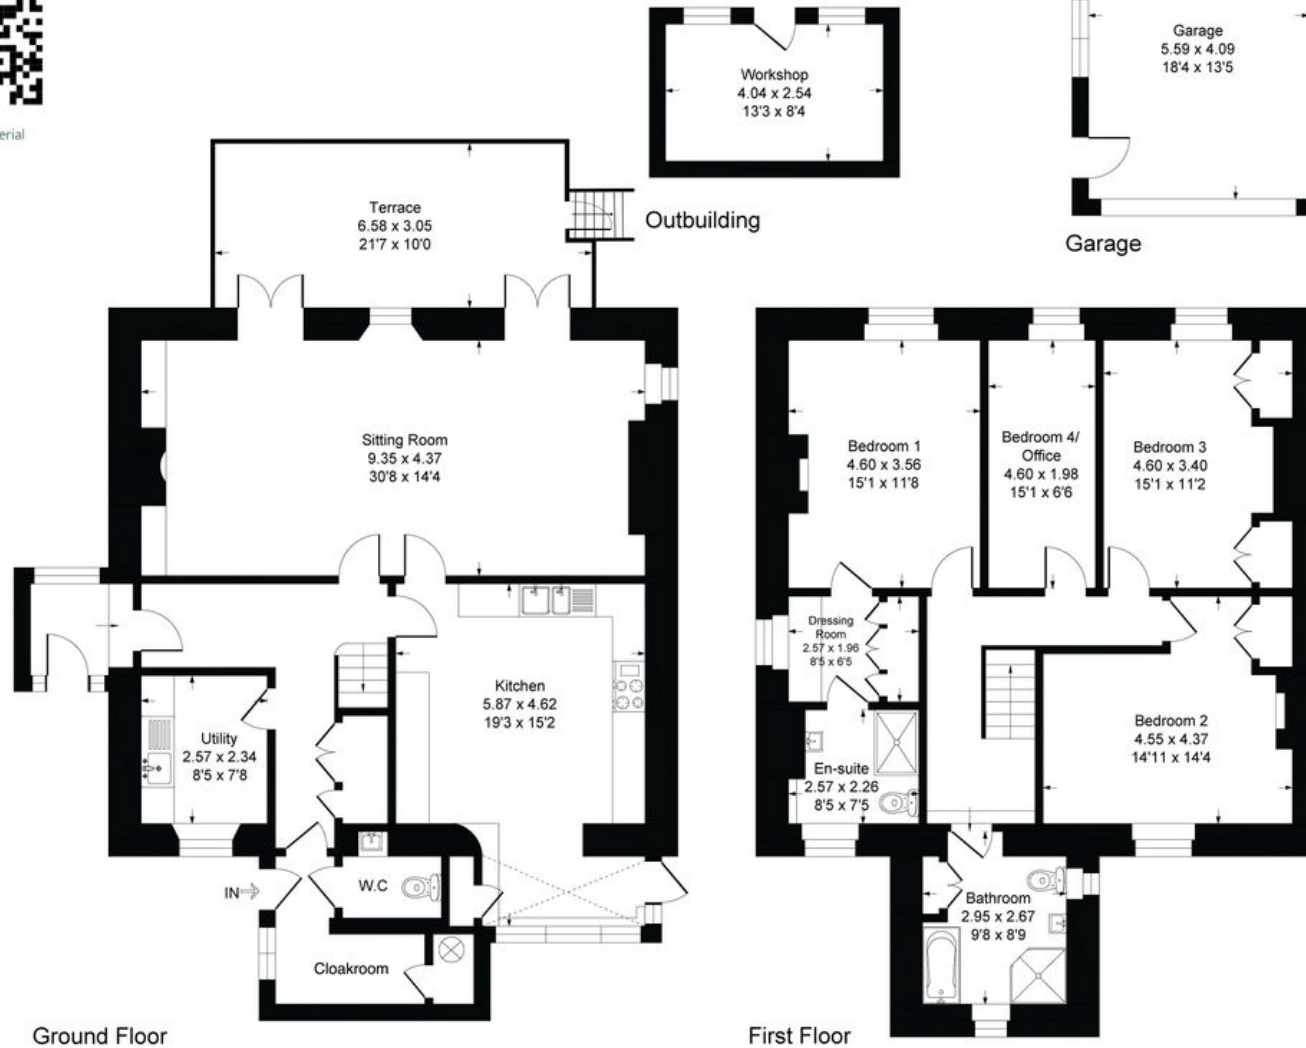 erial
Workshop
4.04 x 2.54
13'3 x 8'4
Garage
5.59 x 4.09
18'4 x 13'5
Terrace
6.58 x 3.05
21'7 x 10'0
Outbuilding
Garage
Sitting Room
9.35 x 4.37
30'8 x 14'4
Bedroom 1
4.60 x 3.56
15'1 x 11'8
Bedroom 4/
Office
4.60 x 1.98
15'1 x 6'6
Bedroom 3
4.60 x 3.40
15'1 x 11'2
Dressing
Room
2.57 x 1.96
8'5 x 6'5
Kitchen
5.87 x 4.62
19'3 x 15'2
Utility
2.57 x 2.34
8'5 x 7'8
Bedroom 2
4.55 x 4.37
14'11 x 14'4
En-suite
2.57 x 2.26
8'5 x 7'5
IN
W.C
Bathroom
2.95 x 2.67
9'8 x 8'9
Cloakroom
Ground Floor
First Floor